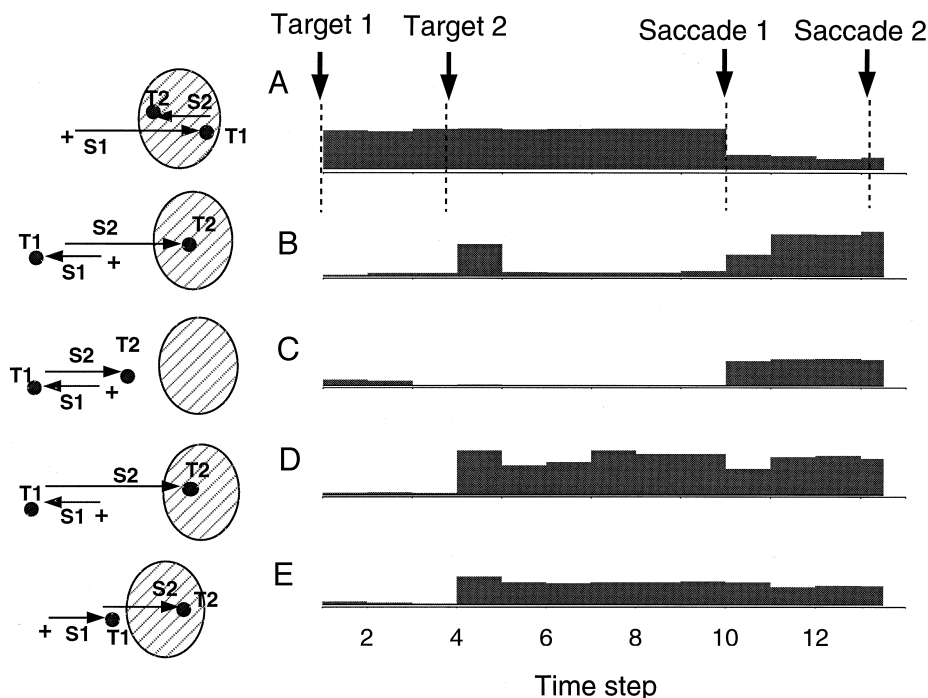 Target 1 Target 2 Saccade 1 Saccade 2
A
T2 S2
+ S1 T1
B
S2 T2
T1 S1 +
C
T2
S2
T1 S1 +
D
S2 T2
T1 S1 +
E
S2 T2
+ S1 T1
2 4 6 8 10 12
Time step